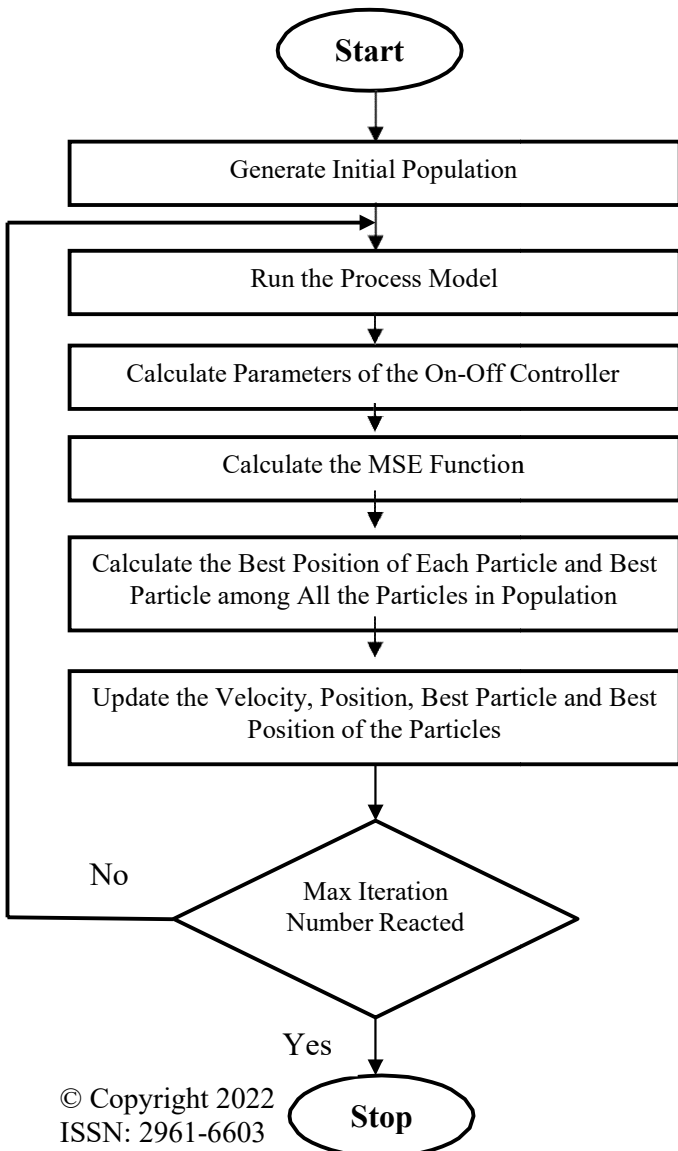 Start
Generate Initial Population
Run the Process Model
Calculate Parameters of the On-Off Controller
Calculate the MSE Function
Calculate the Best Position of Each Particle and Best
Particle among All the Particles in Population
Update the Velocity, Position, Best Particle and Best
Position of the Particles
No
Max Iteration
Number Reacted
Yes
© Copyright 2022
ISSN: 2961-6603
Stop